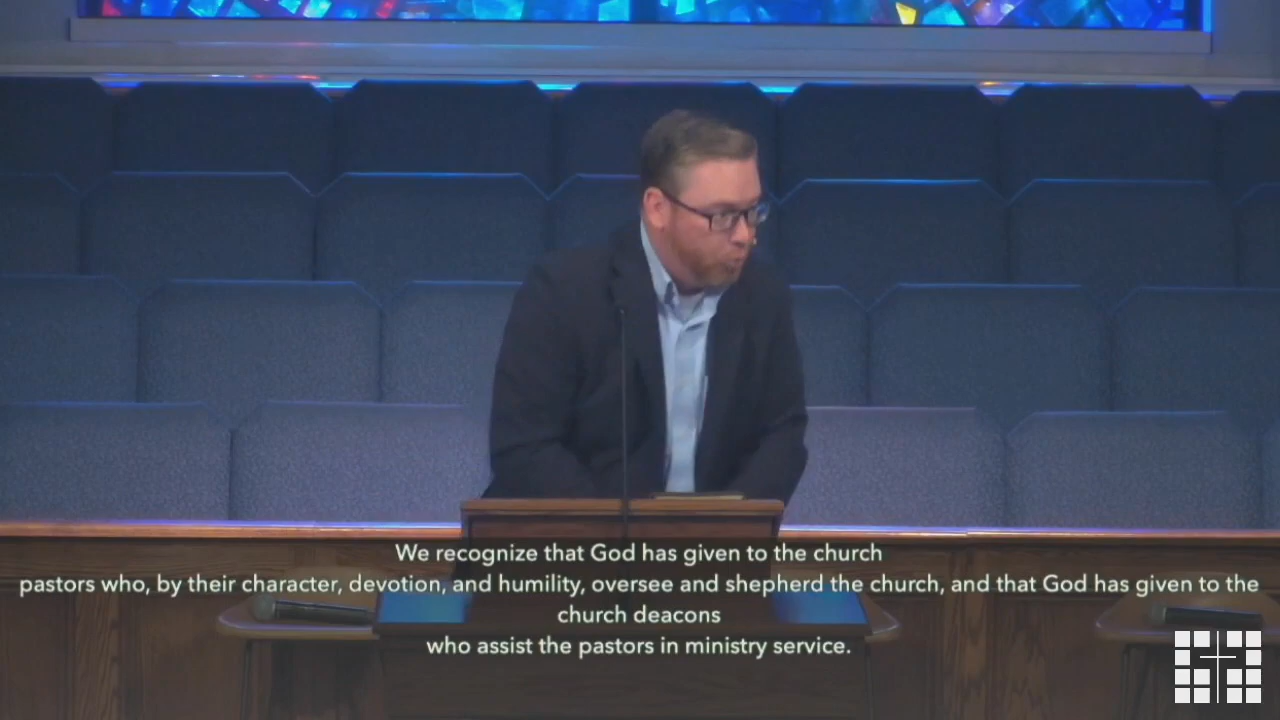 We recognize that God has given to the church
pastors who, by their character, devotion, and humility, oversee and shepherd the church, and that God has given to the
church deacons
who assist the pastors in ministry service.